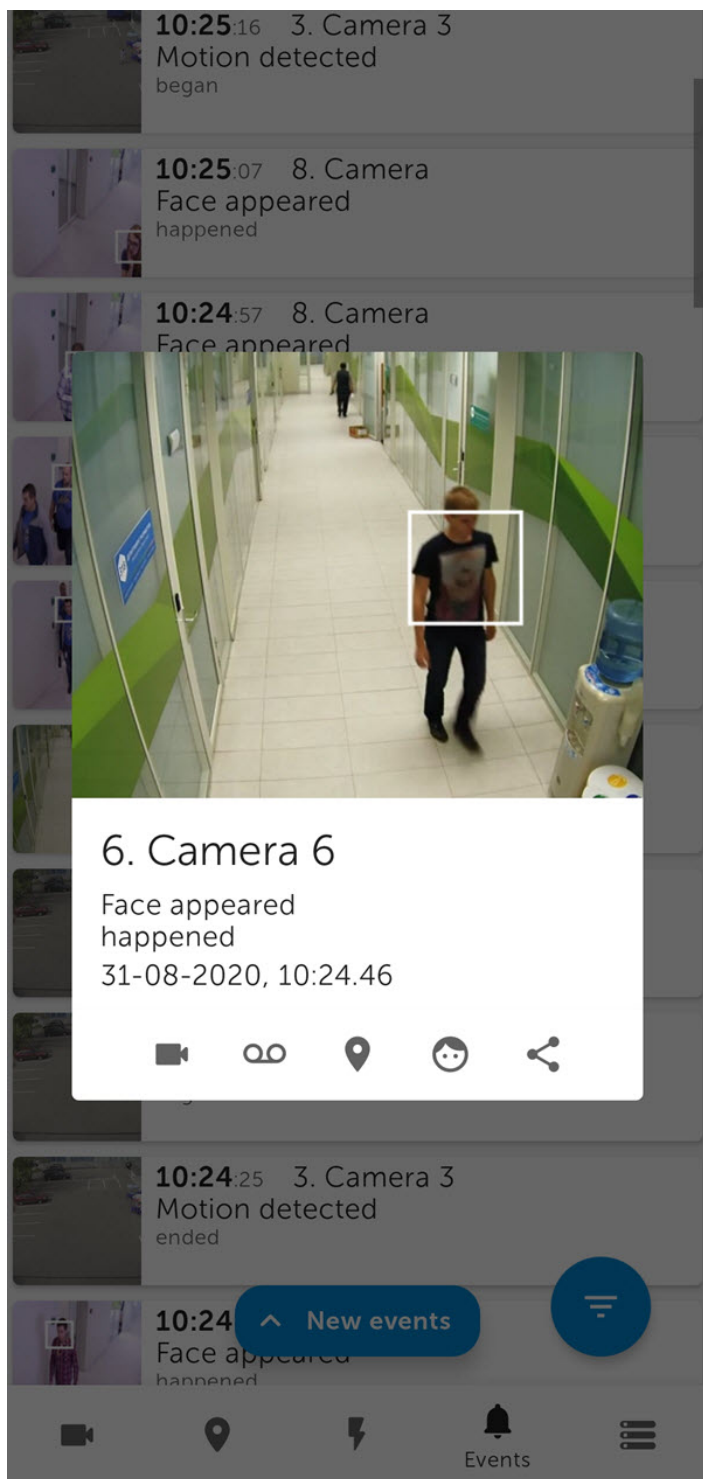 10:25:16 3. Camera 3
Motion detected
began
10:25:07 8. Camera
Face appeared
happened
10:24:57 8. Camera
Face appeared
6. Camera 6
Face appeared
happened
31-08-2020, 10:24.46
10:24:25 3. Camera 3
Motion detected
ended
10:24
New events
Face appeared
happened
Events